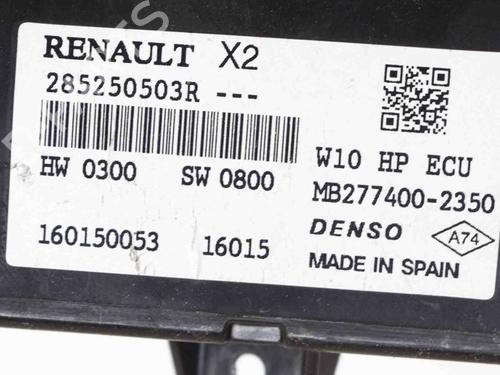 RENAULT X2
285250503R ---
HW 0300 SW 0800
160150053 16015
W10 HP ECU
MB277400-2350
DENSO A74
MADE IN SPAIN